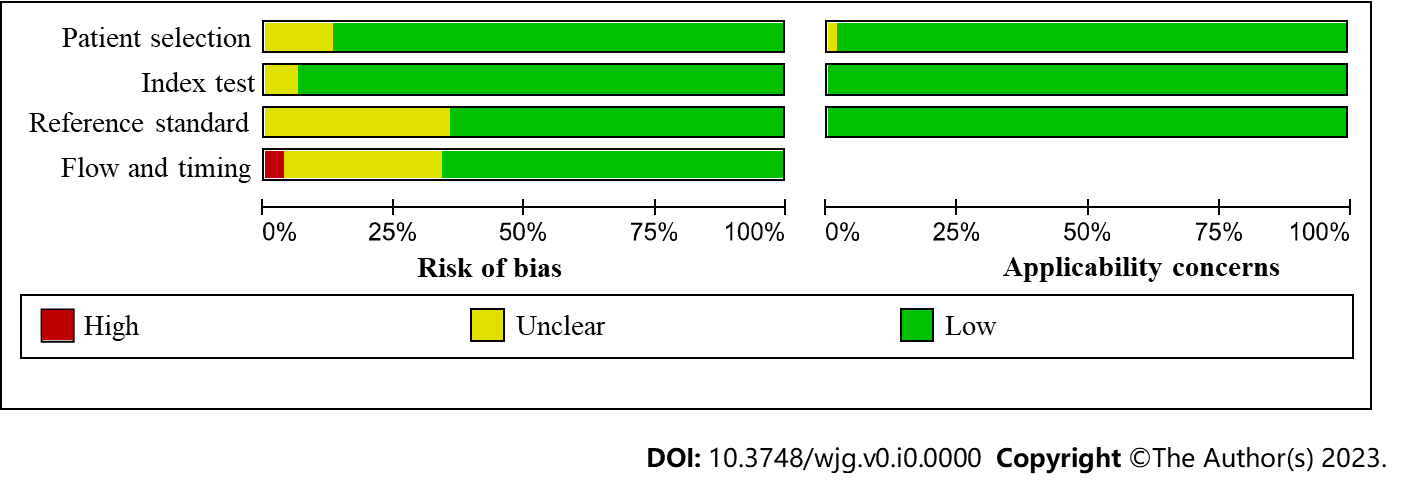 Patient selection
Index test
Reference standard
Flow and timing
0% 25% 50% 75% 100% 0% 25% 50% 75% 100%
Risk of bias Applicability concerns
High Unclear Low
DOI: 10.3748/wjg.v0.i0.0000 Copyright ©The Author(s) 2023.